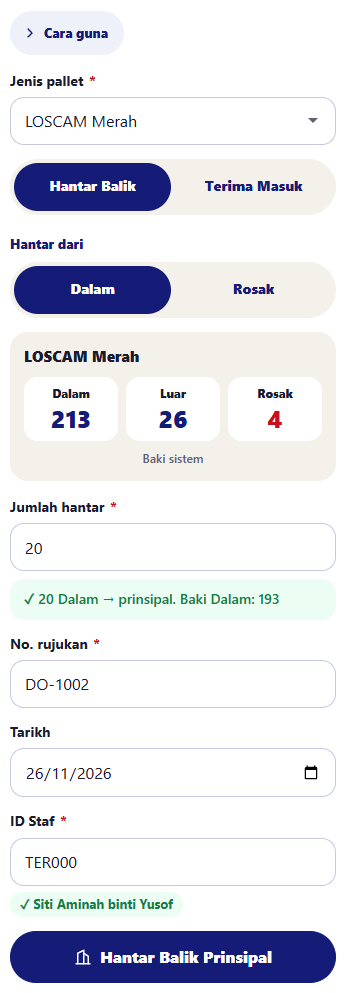 Cara guna
Jenis pallet *
LOSCAM Merah
Hantar Balik Terima Masuk
Hantar dari
Dalam Rosak
LOSCAM Merah
Dalam Luar Rosak
213 26 4
Baki sistem
Jumlah hantar *
20
✓ 20 Dalam → prinsipal. Baki Dalam: 193
No. rujukan *
DO-1002
Tarikh
26/11/2026
ID Staf *
TER000
✓ Siti Aminah binti Yusof
Hantar Balik Prinsipal